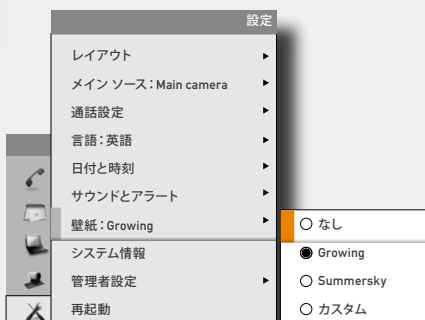 設定
レイアウト
メイン ソース：Main camera
通話設定
言語：英語
日付と時刻
サウンドとアラート
壁紙：Growing
システム情報
管理者設定
再起動
なし
Growing
Summersky
カスタム